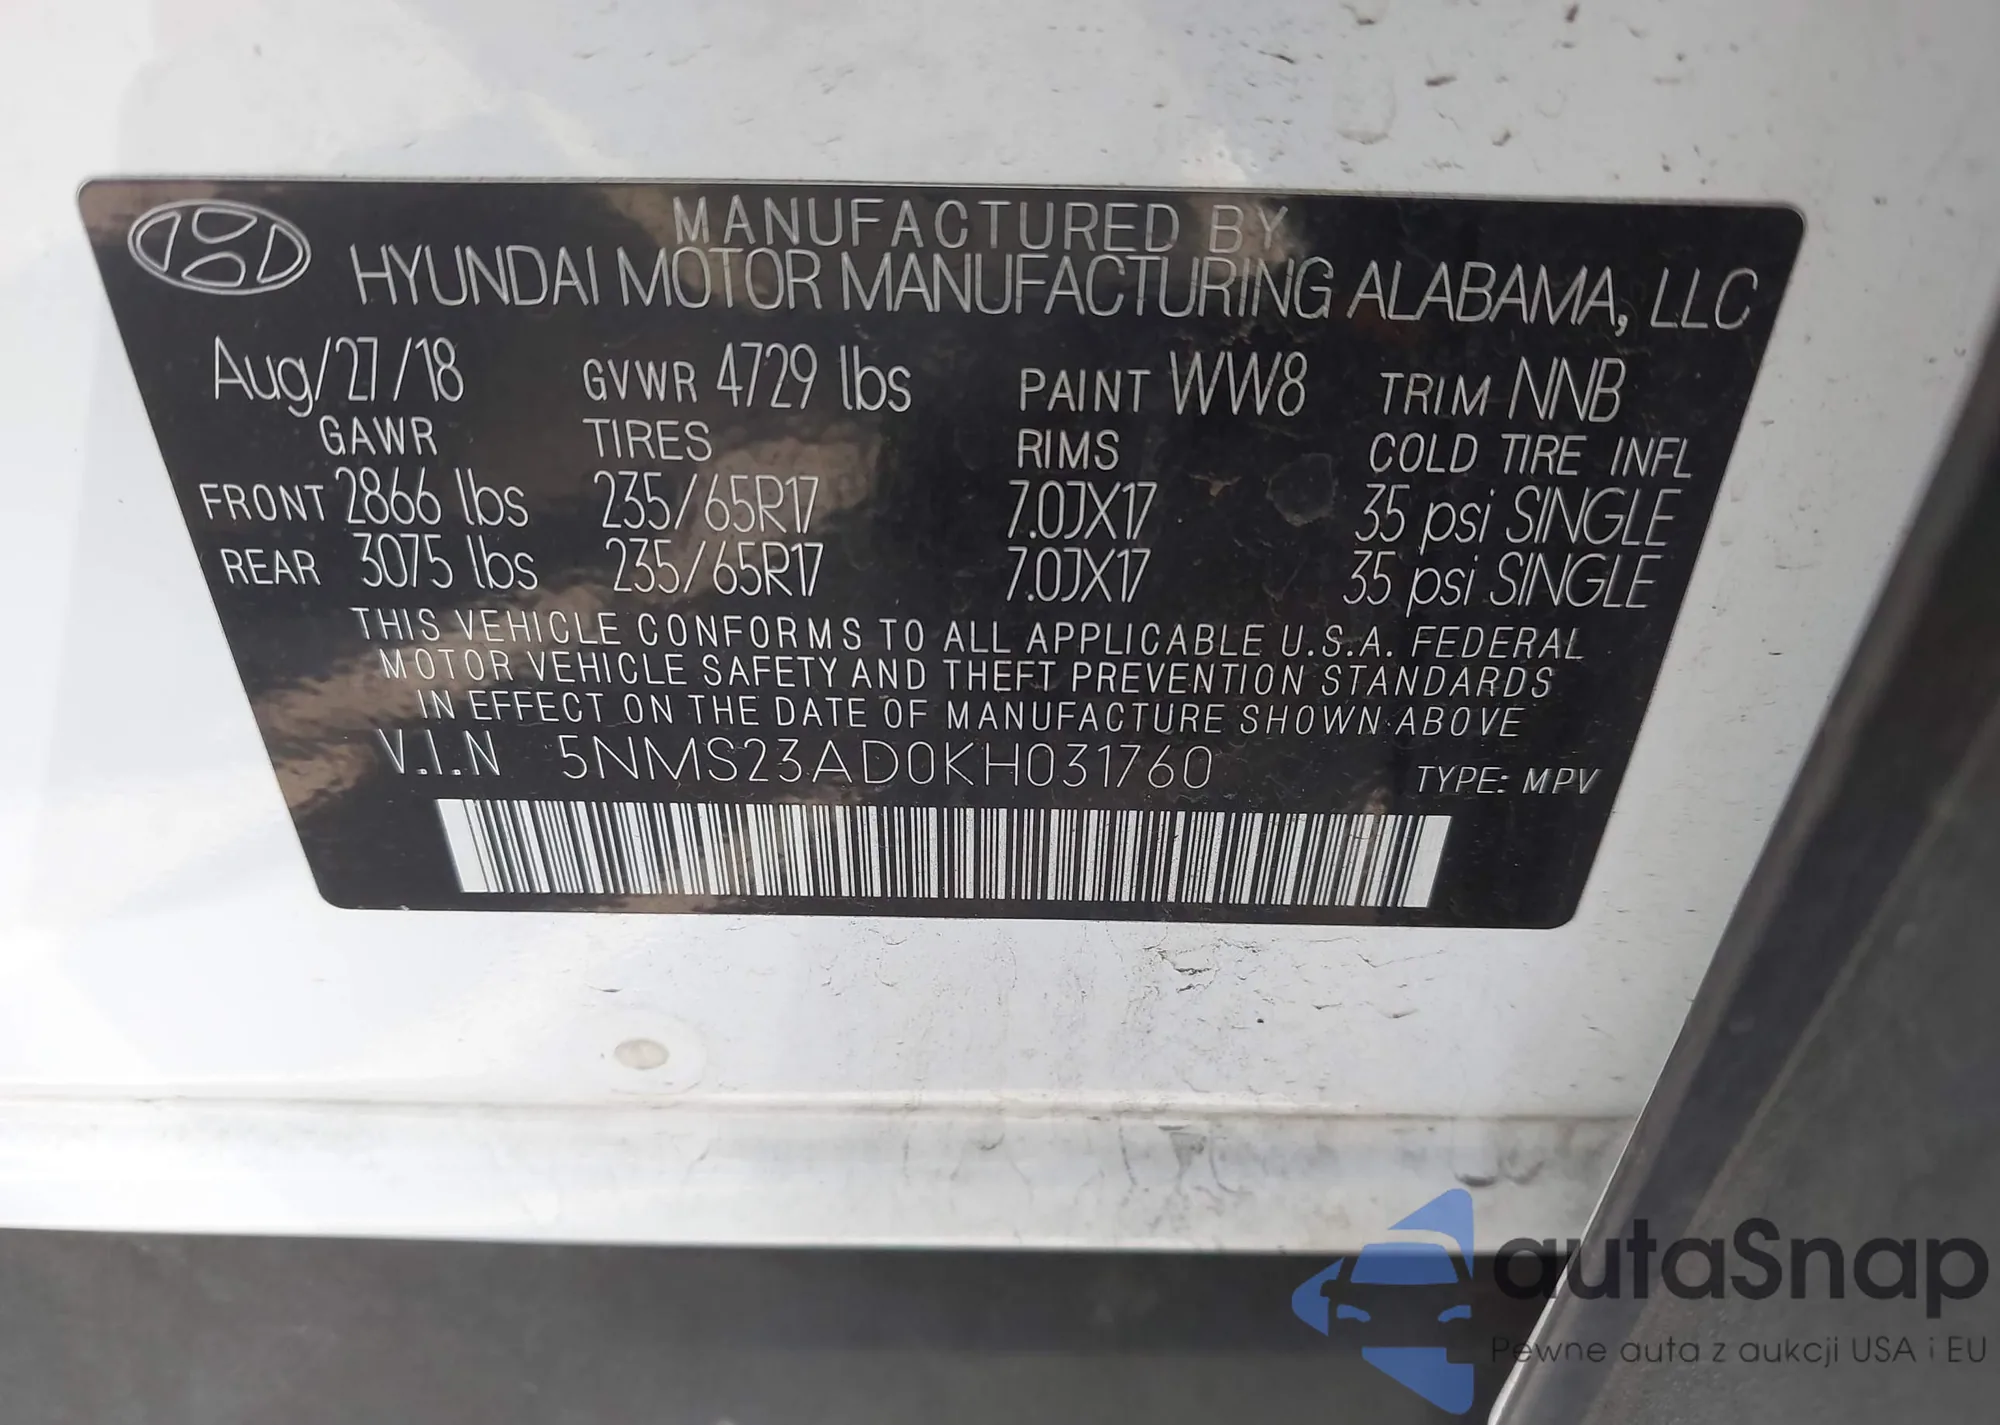 MANUFACTURED BY
HYUNDAI MOTOR MANUFACTURING ALABAMA, LLC
Aug/27/18 GVWR 4729 lbs PAINT WW8 TRIM NNB
GAWR TIRES RIMS COLD TIRE INFL
FRONT 2866 lbs 235/65R17 7.0JX17 35 psi SINGLE
REAR 3075 lbs 235/65R17 7.0JX17 35 psi SINGLE
THIS VEHICLE CONFORMS TO ALL APPLICABLE U.S.A. FEDERAL
MOTOR VEHICLE SAFETY AND THEFT PREVENTION STANDARDS
IN EFFECT ON THE DATE OF MANUFACTURE SHOWN ABOVE
V.I.N 5NMS23AD0KH031760 TYPE: MPV
autaSnap
Pewne auta z aukcji USA i EU